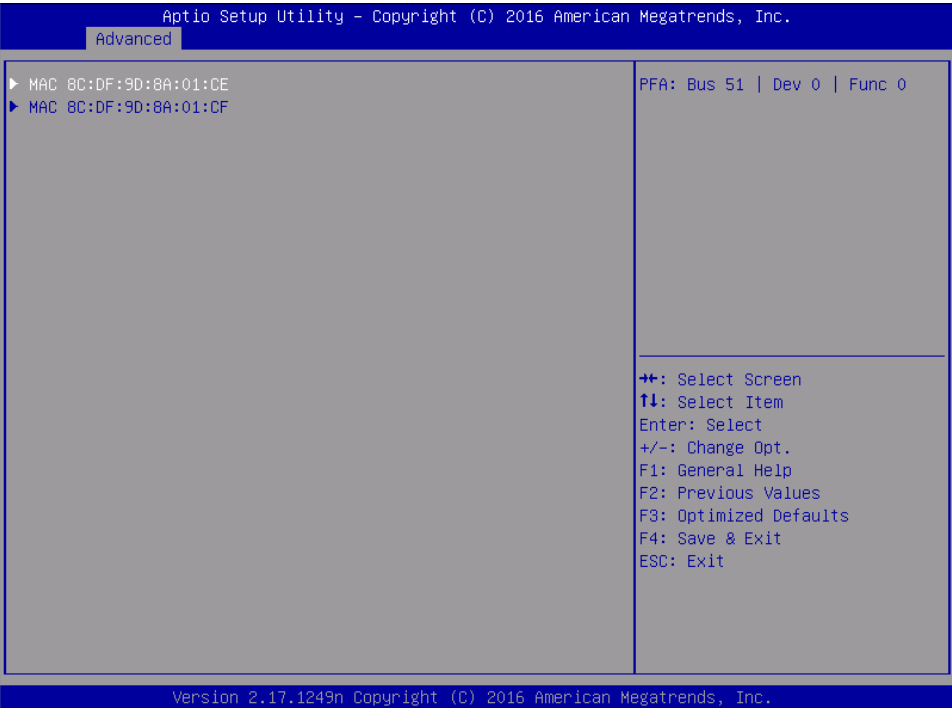 Aptio Setup Utility – Copyright (C) 2016 American Megatrends, Inc.
Advanced
▶ MAC 8C:DF:9D:8A:01:CE
▶ MAC 8C:DF:9D:8A:01:CF
PFA: Bus 51 | Dev 0 | Func 0
→←: Select Screen
↑↓: Select Item
Enter: Select
+/-: Change Opt.
F1: General Help
F2: Previous Values
F3: Optimized Defaults
F4: Save & Exit
ESC: Exit
Version 2.17.1249n Copyright (C) 2016 American Megatrends, Inc.